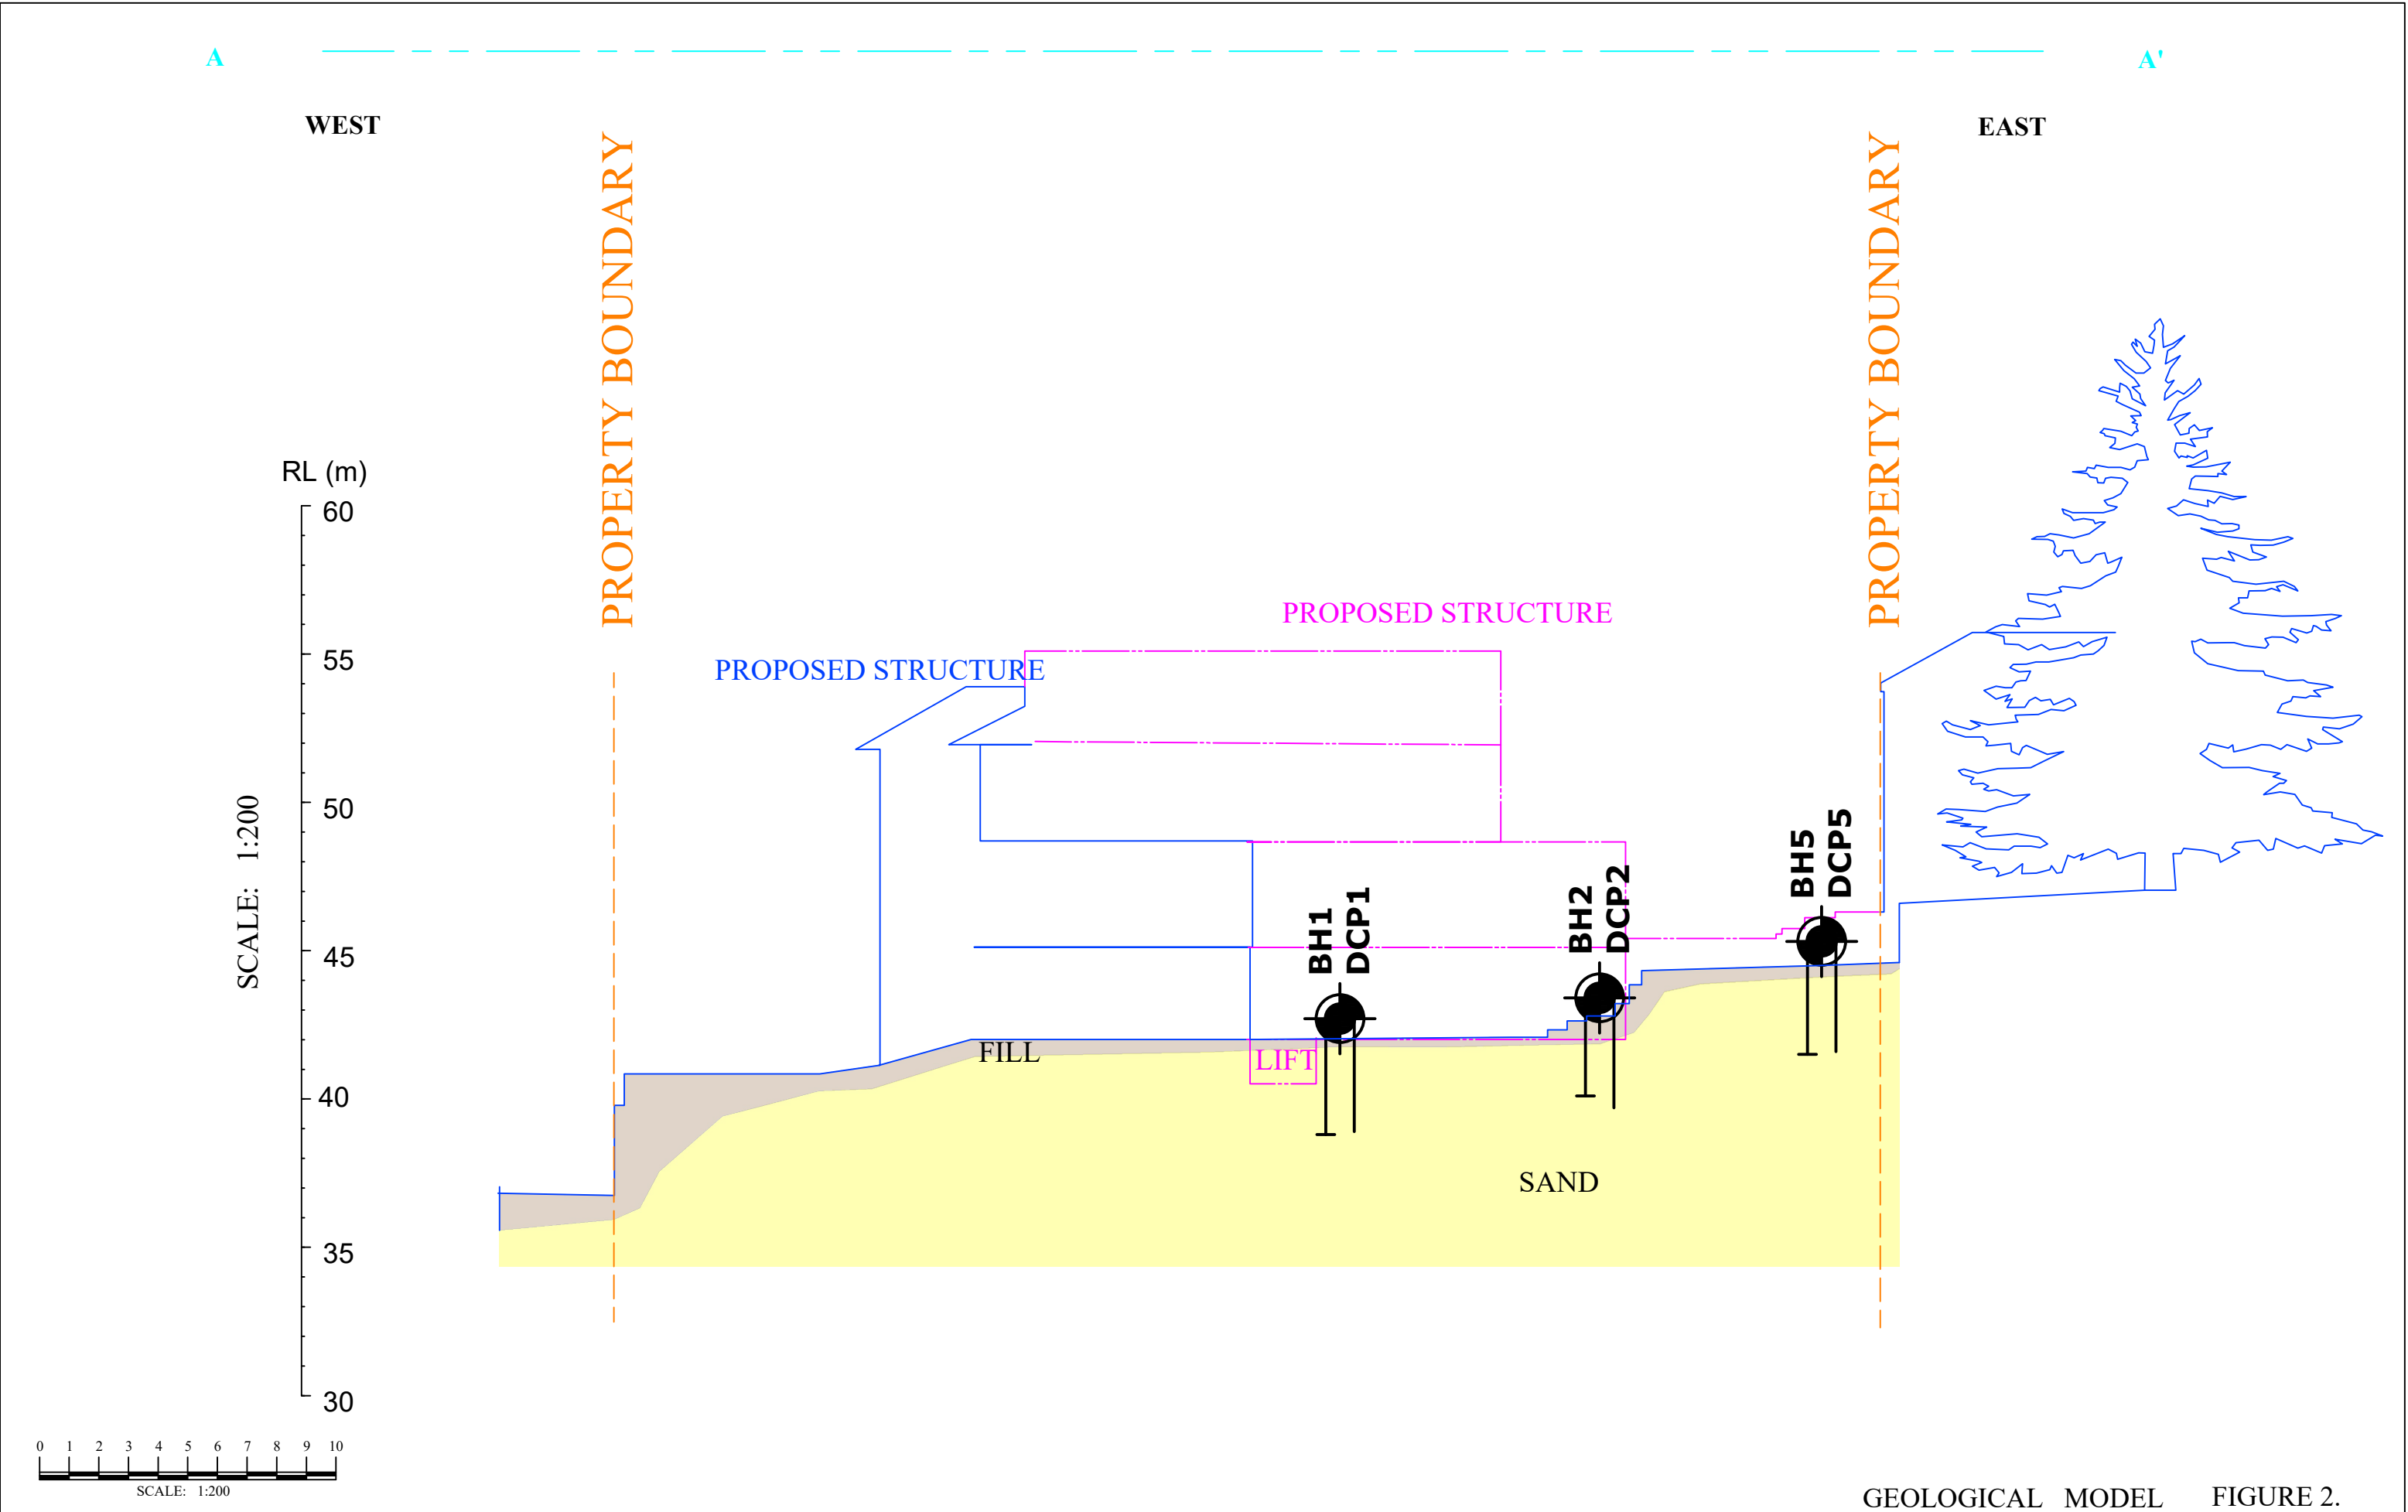 A
A'
WEST
EAST
PROPERTY BOUNDARY
PROPERTY BOUNDARY
RL (m)
60
55
50
45
40
35
30
SCALE: 1:200
PROPOSED STRUCTURE
PROPOSED STRUCTURE
BH1
DCP1
BH2
DCP2
BH5
DCP5
FILL
LIFT
SAND
0 1 2 3 4 5 6 7 8 9 10
SCALE: 1:200
GEOLOGICAL MODEL FIGURE 2.